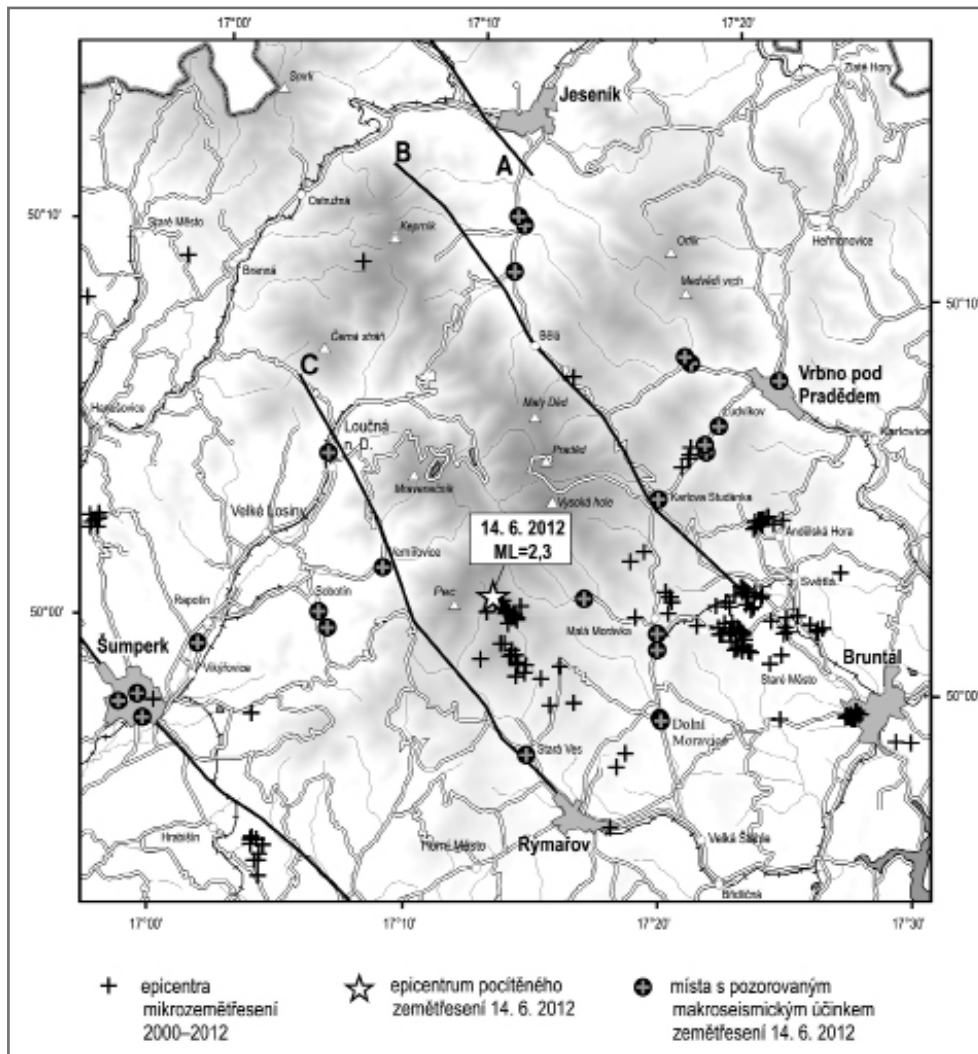 17°00'
17°10'
17°20'
Smrk
Zlaté Hory
Jeseník
B
A
50°10'
Staré Město
Ostružná
Keprník
Orlík
Heřmanovice
Branná
Medvědí vrch
50°10'
Černá stráň
Bělá
C
Vrbno pod
Pradědem
Hanušovice
Malý Děd
Ludvíkov
Loučná
n. D.
Karlovice
Praděd
Mravenečník
Vysoká hole
Karlova Studánka
Velké Losiny
14. 6. 2012
ML=2,3
Andělská Hora
Vernířovice
Světlá
Rapotín
Sobotín
Pec
50°00'
Malá Morávka
Šumperk
Vikýřovice
Staré Město
Bruntál
50°00'
Dolní
Moravice
Stará Ves
Hrabišín
Horní Město
Rýmařov
Velká Štáhle
Břidličná
17°00'
17°10'
17°20'
17°30'
epicentra
mikrozemětřesení
2000–2012
epicentrum pocítěného
zemětřesení 14. 6. 2012
místa s pozorovaným
makroseismickým účinkem
zemětřesení 14. 6. 2012